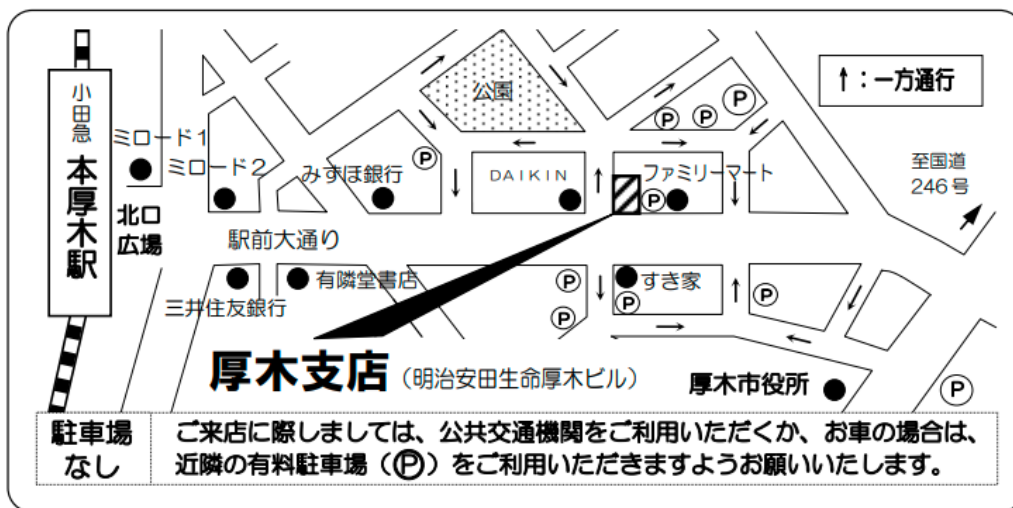 小田急
本厚木駅
ミロード1
ミロード2
北口
広場
みずほ銀行
公園
P
DAIKIN
P
P
P
ファミリーマート
P
↑:一方通行
至国道
246号
駅前大通り
三井住友銀行
有隣堂書店
P
P
すき家
P
P
厚木支店(明治安田生命厚木ビル)
厚木市役所
P
駐車場
なし
ご来店に際しましては、公共交通機関をご利用いただくか、お車の場合は、
近隣の有料駐車場(Ⓟ)をご利用いただきますようお願いいたします。